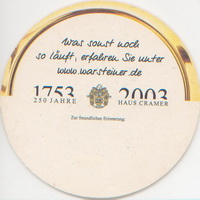 Was sonst noch
so läuft, erfahren Sie unter
www.warsteiner.de
1753 2003
250 JAHRE HAUS CRAMER
Zur freundlichen Erinnerung: